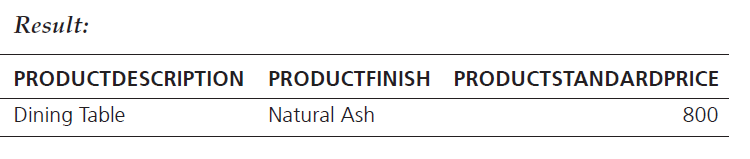 Result:
PRODUCTDESCRIPTION PRODUCTFINISH PRODUCTSTANDARDPRICE
Dining Table Natural Ash 800